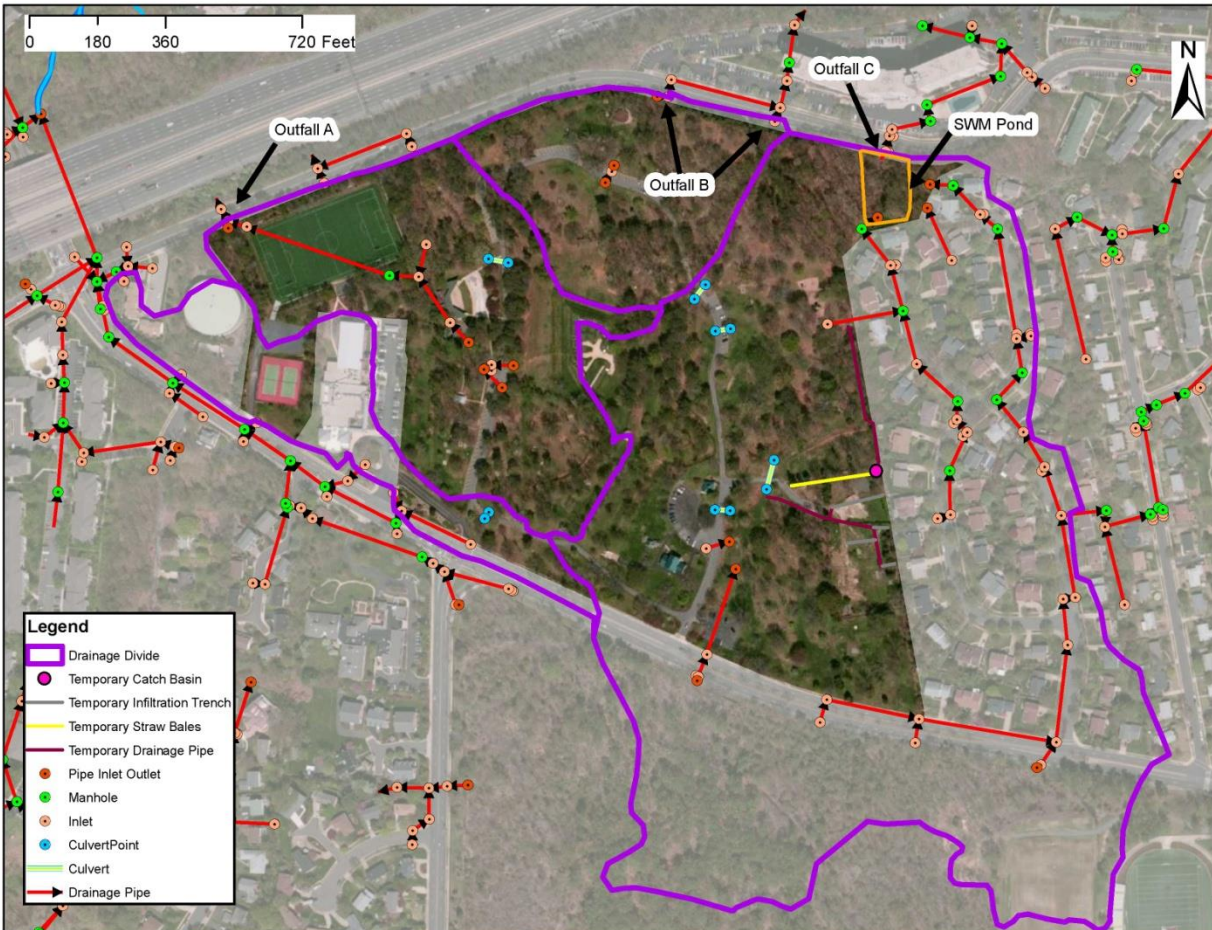 0 180 360 720 Feet
N
Outfall C
SWM Pond
Outfall A
Outfall B
Legend
Drainage Divide
Temporary Catch Basin
Temporary Infiltration Trench
Temporary Straw Bales
Temporary Drainage Pipe
Pipe Inlet Outlet
Manhole
Inlet
CulvertPoint
Culvert
Drainage Pipe